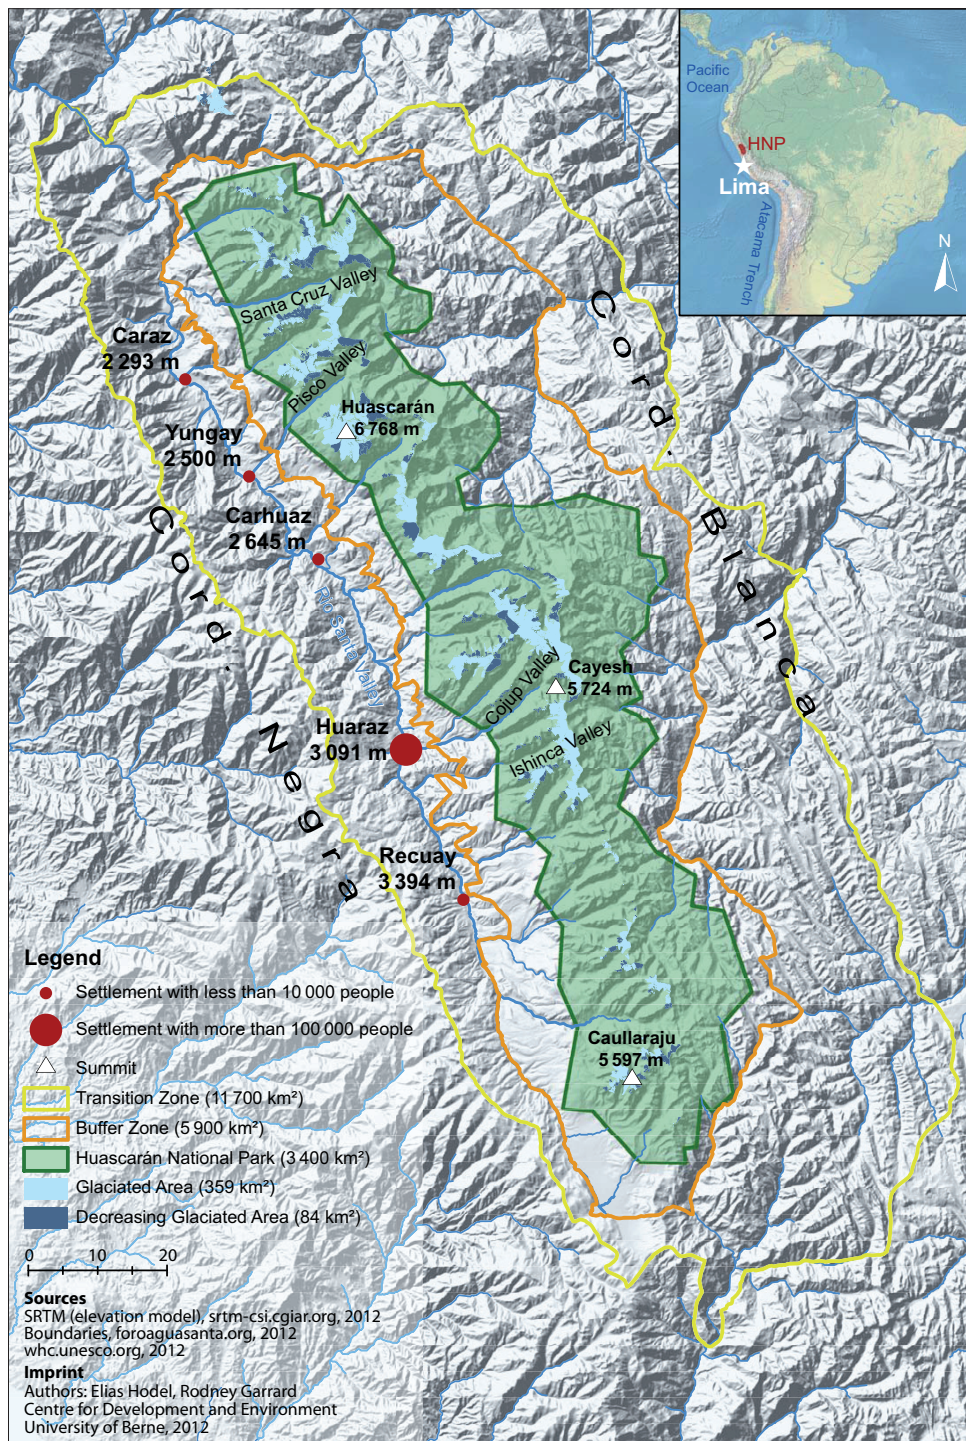 Pacific
Ocean
HNP
Lima
Atacama Trench
N
Cord. Blanca
Santa Cruz Valley
Caraz
2 293 m
Pisco Valley
Huascarán
6 768 m
Yungay
2 500 m
Carhuaz
2 645 m
Cord. Negra
Rio Santa Valley
Cojup Valley
Cayesh
5 724 m
Huaraz
3 091 m
Ishinca Valley
Recuay
3 394 m
Caullaraju
5 597 m
Legend
Settlement with less than 10 000 people
Settlement with more than 100 000 people
Summit
Transition Zone (11 700 km²)
Buffer Zone (5 900 km²)
Huascarán National Park (3 400 km²)
Glaciated Area (359 km²)
Decreasing Glaciated Area (84 km²)
0 10 20
Sources
SRTM (elevation model), srtm-csi.cgiar.org, 2012
Boundaries, foroaguasanta.org, 2012
whc.unesco.org, 2012
Imprint
Authors: Elias Hodel, Rodney Garrard
Centre for Development and Environment
University of Berne, 2012